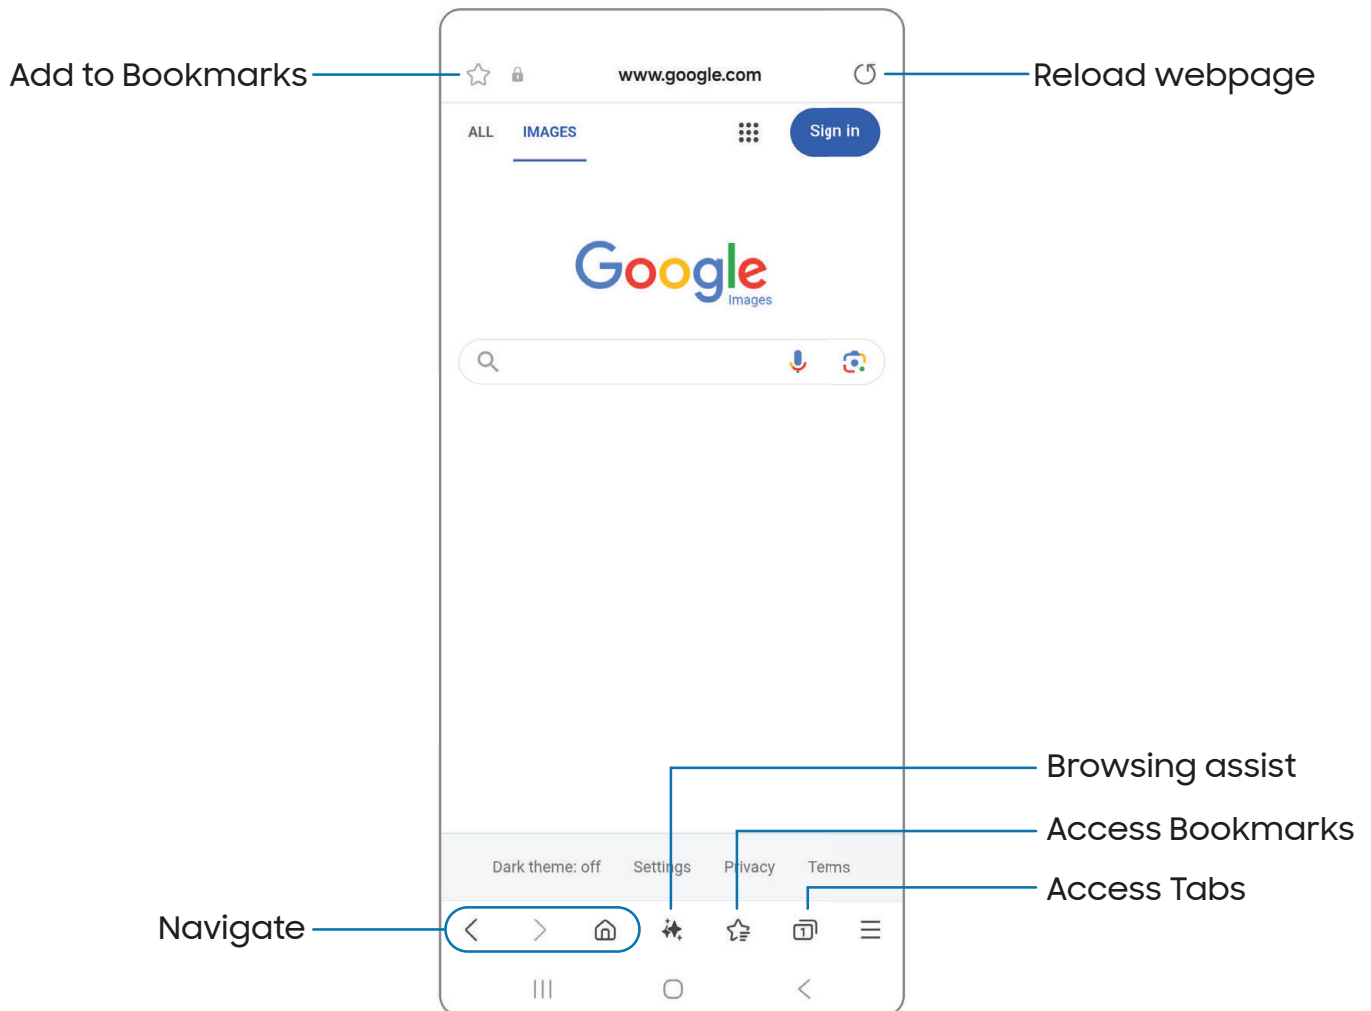 Add to Bookmarks
www.google.com
Reload webpage
ALL IMAGES Sign in
Google
Images
Browsing assist
Access Bookmarks
Dark theme: off Settings Privacy Terms
Access Tabs
Navigate
1